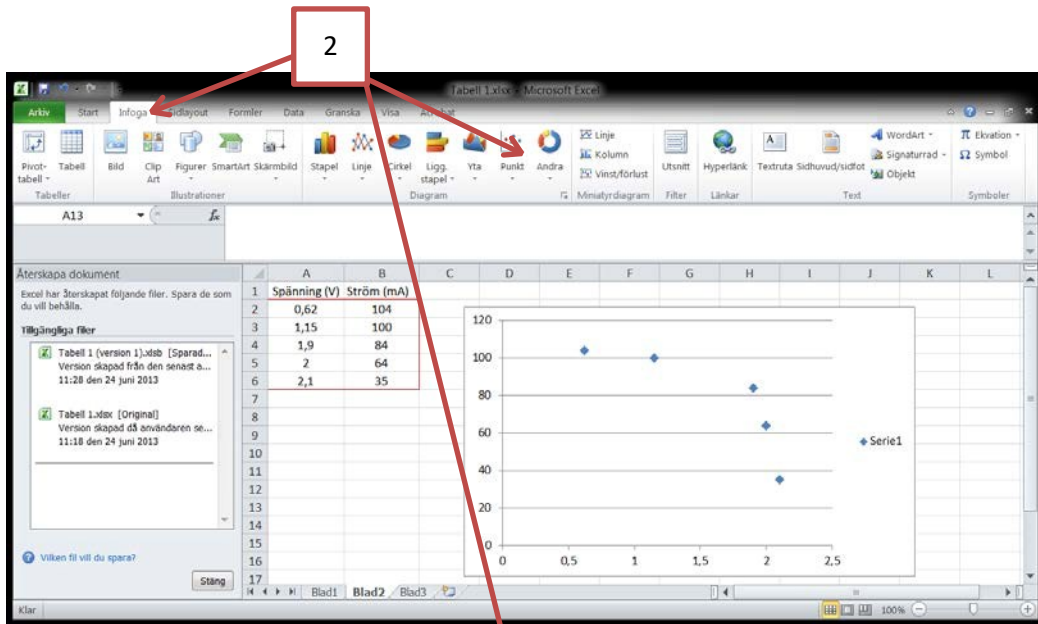 2
Tabell 1.xlsx - Microsoft Excel
Arkiv Start Infoga Sidlayout Formler Data Granska Visa Acrobat
Pivot-tabell Tabell Bild Clip Art Figurer SmartArt Skärmbild Stapel Linje Cirkel Ligg. stapel Yta Punkt Andra Linje Kolumn Vinst/förlust Utsnitt Hyperlänk Textruta Sidhuvud/sidfot WordArt Signaturrad Objekt Ekvation Symbol
Tabeller Illustrationer Diagram Miniatyrdiagram Filter Länkar Text Symboler
A13 fx
Återskapa dokument
Excel har återskapat följande filer. Spara de som
du vill behålla.
Tillgängliga filer
Tabell 1 (version 1).xlsb [Sparad...
Version skapad från den senast a...
11:28 den 24 juni 2013
Tabell 1.xlsx [Original]
Version skapad då användaren se...
11:18 den 24 juni 2013
Vilken fil vill du spara?
Stäng
A B C D E F G H I J K L
1 Spänning (V) Ström (mA)
2 0,62 104
3 1,15 100
4 1,9 84
5 2 64
6 2,1 35
7
8
9
10
11
12
13
14
15
16
17
120
100
80
60
40
20
0
0 0,5 1 1,5 2 2,5
Serie1
Blad1 Blad2 Blad3
Klar 100%